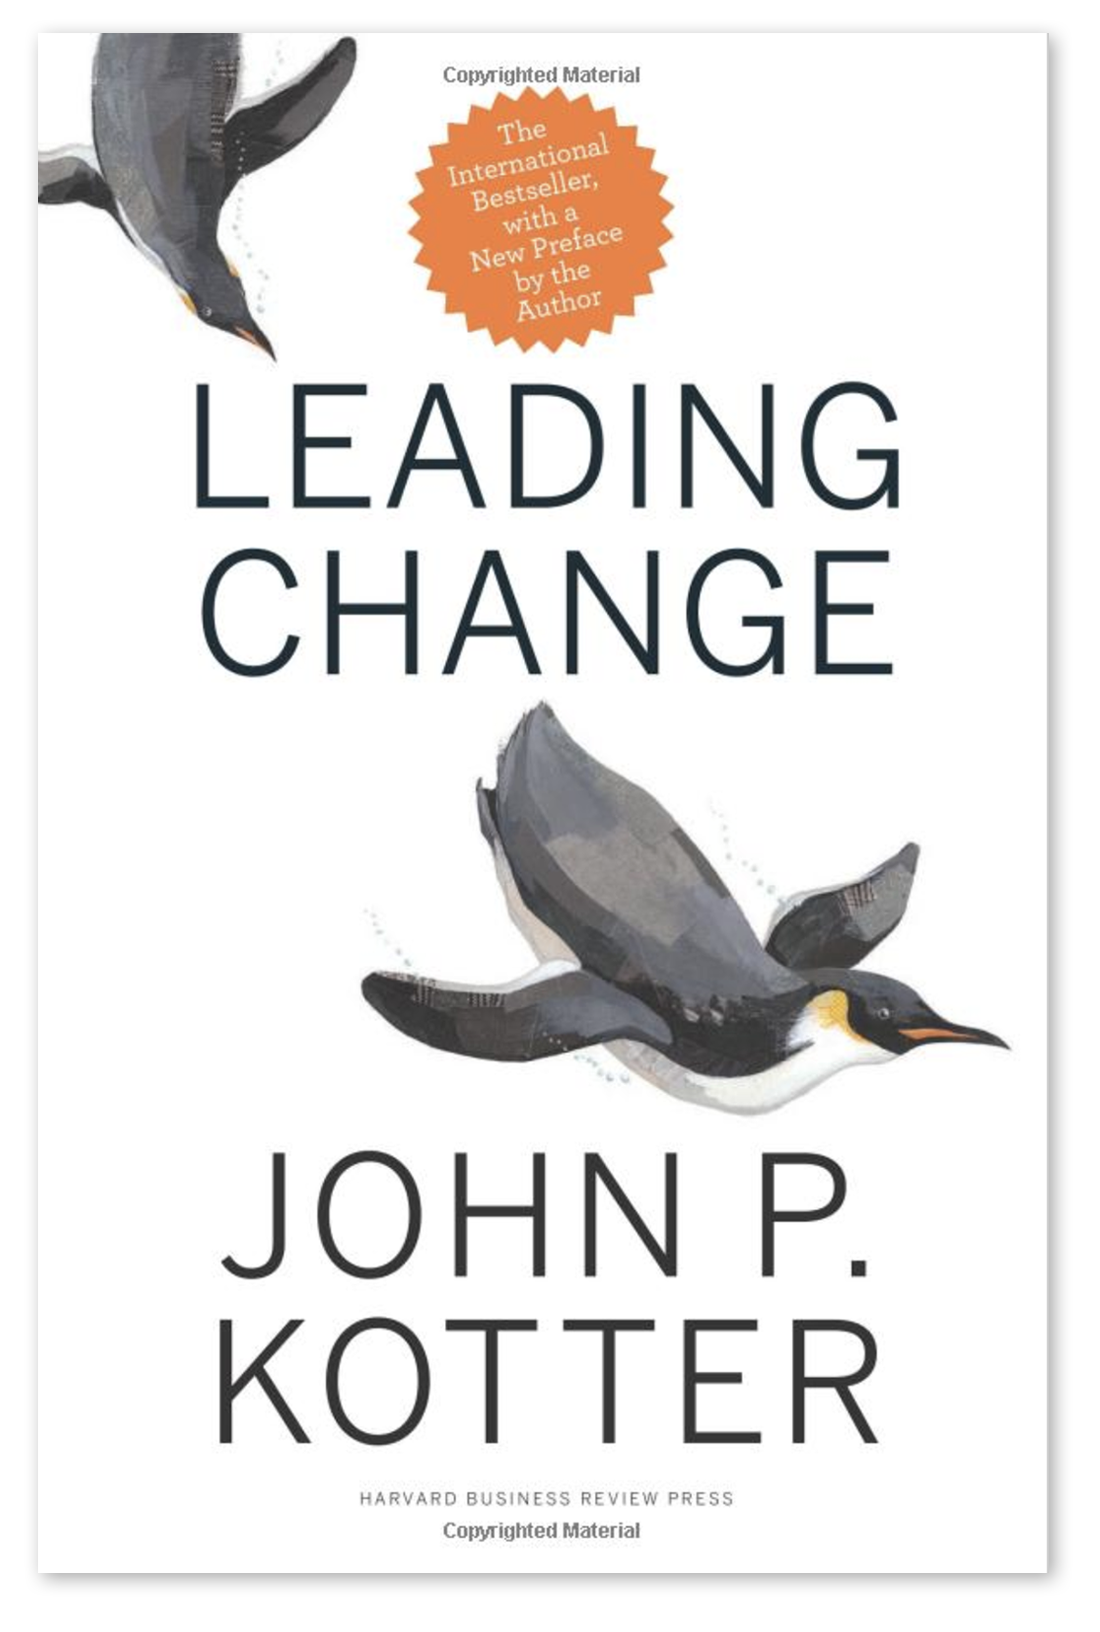 Copyrighted Material
The
International
Bestseller,
with a
New Preface
by the
Author
LEADING
CHANGE
JOHN P.
KOTTER
HARVARD BUSINESS REVIEW PRESS
Copyrighted Material